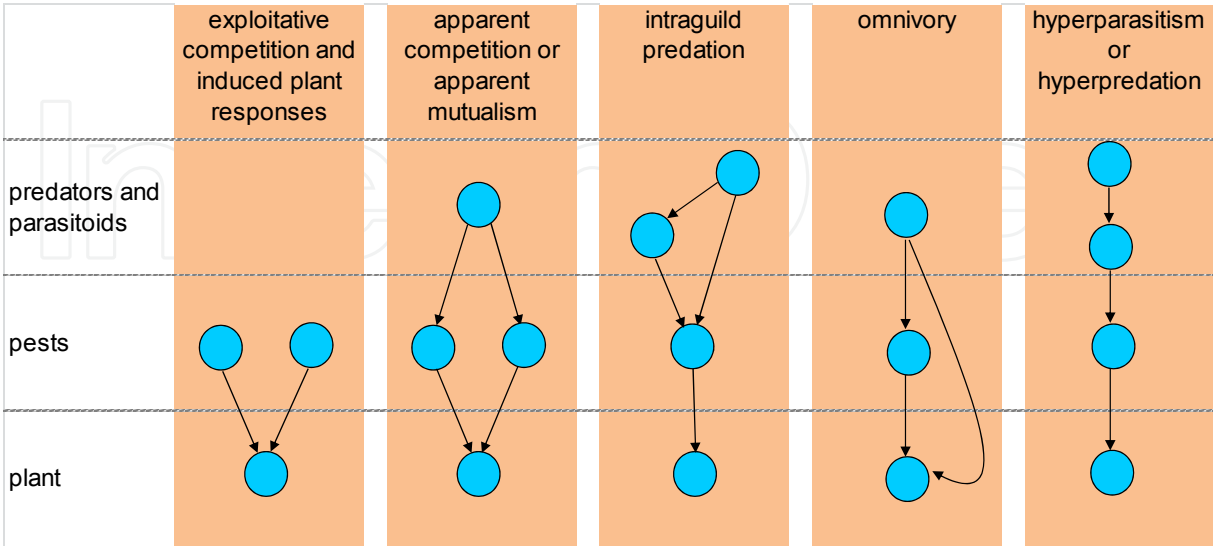 exploitative
competition and
induced plant
responses
apparent
competition or
apparent
mutualism
intraguild
predation
omnivory
hyperparasitism
or
hyperpredation
predators and
parasitoids
pests
plant